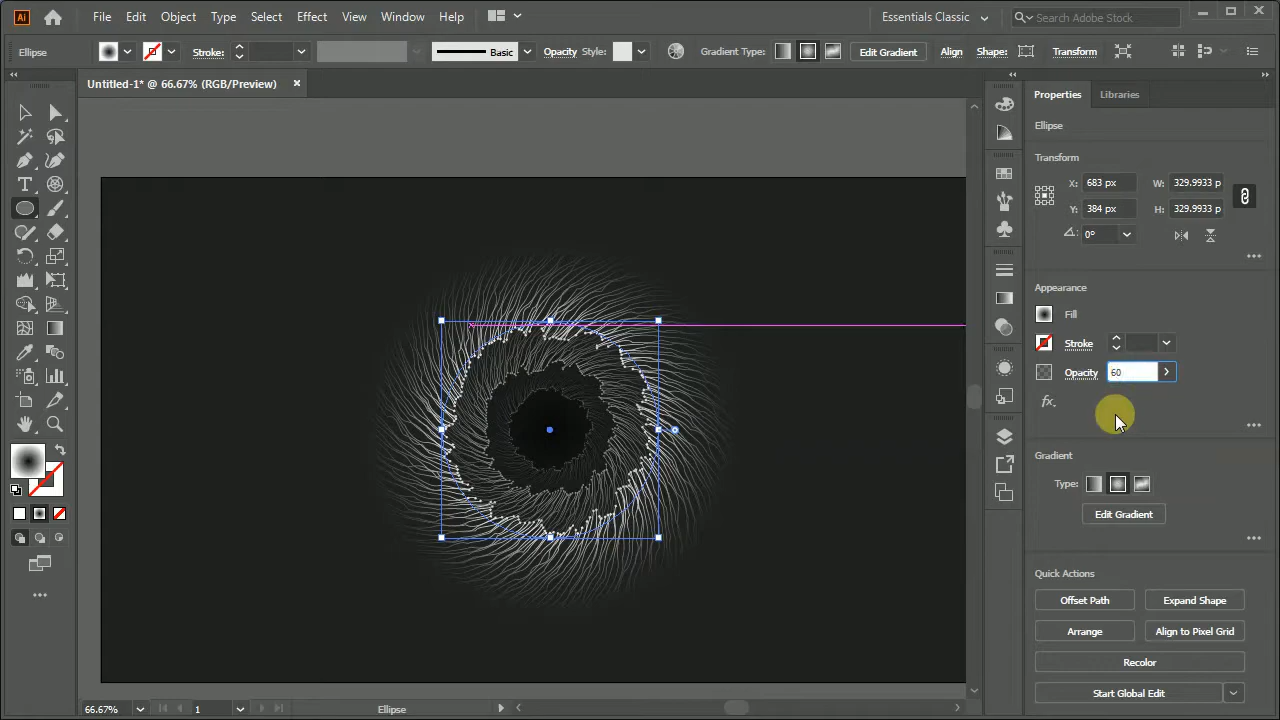 Ai File Edit Object Type Select Effect View Window Help Essentials Classic Search Adobe Stock
Ellipse Stroke: Basic Opacity Style: Gradient Type: Edit Gradient Align Shape: Transform
Untitled-1* @ 66.67% (RGB/Preview) ×
Properties Libraries
Ellipse
Transform
X: 683 px W: 329.9933 p
Y: 384 px H: 329.9933 p
0°
Appearance
Fill
Stroke
Opacity 60
fx.
Gradient
Type:
Edit Gradient
Quick Actions
Offset Path Expand Shape
Arrange Align to Pixel Grid
Recolor
Start Global Edit
66.67% 1 Ellipse